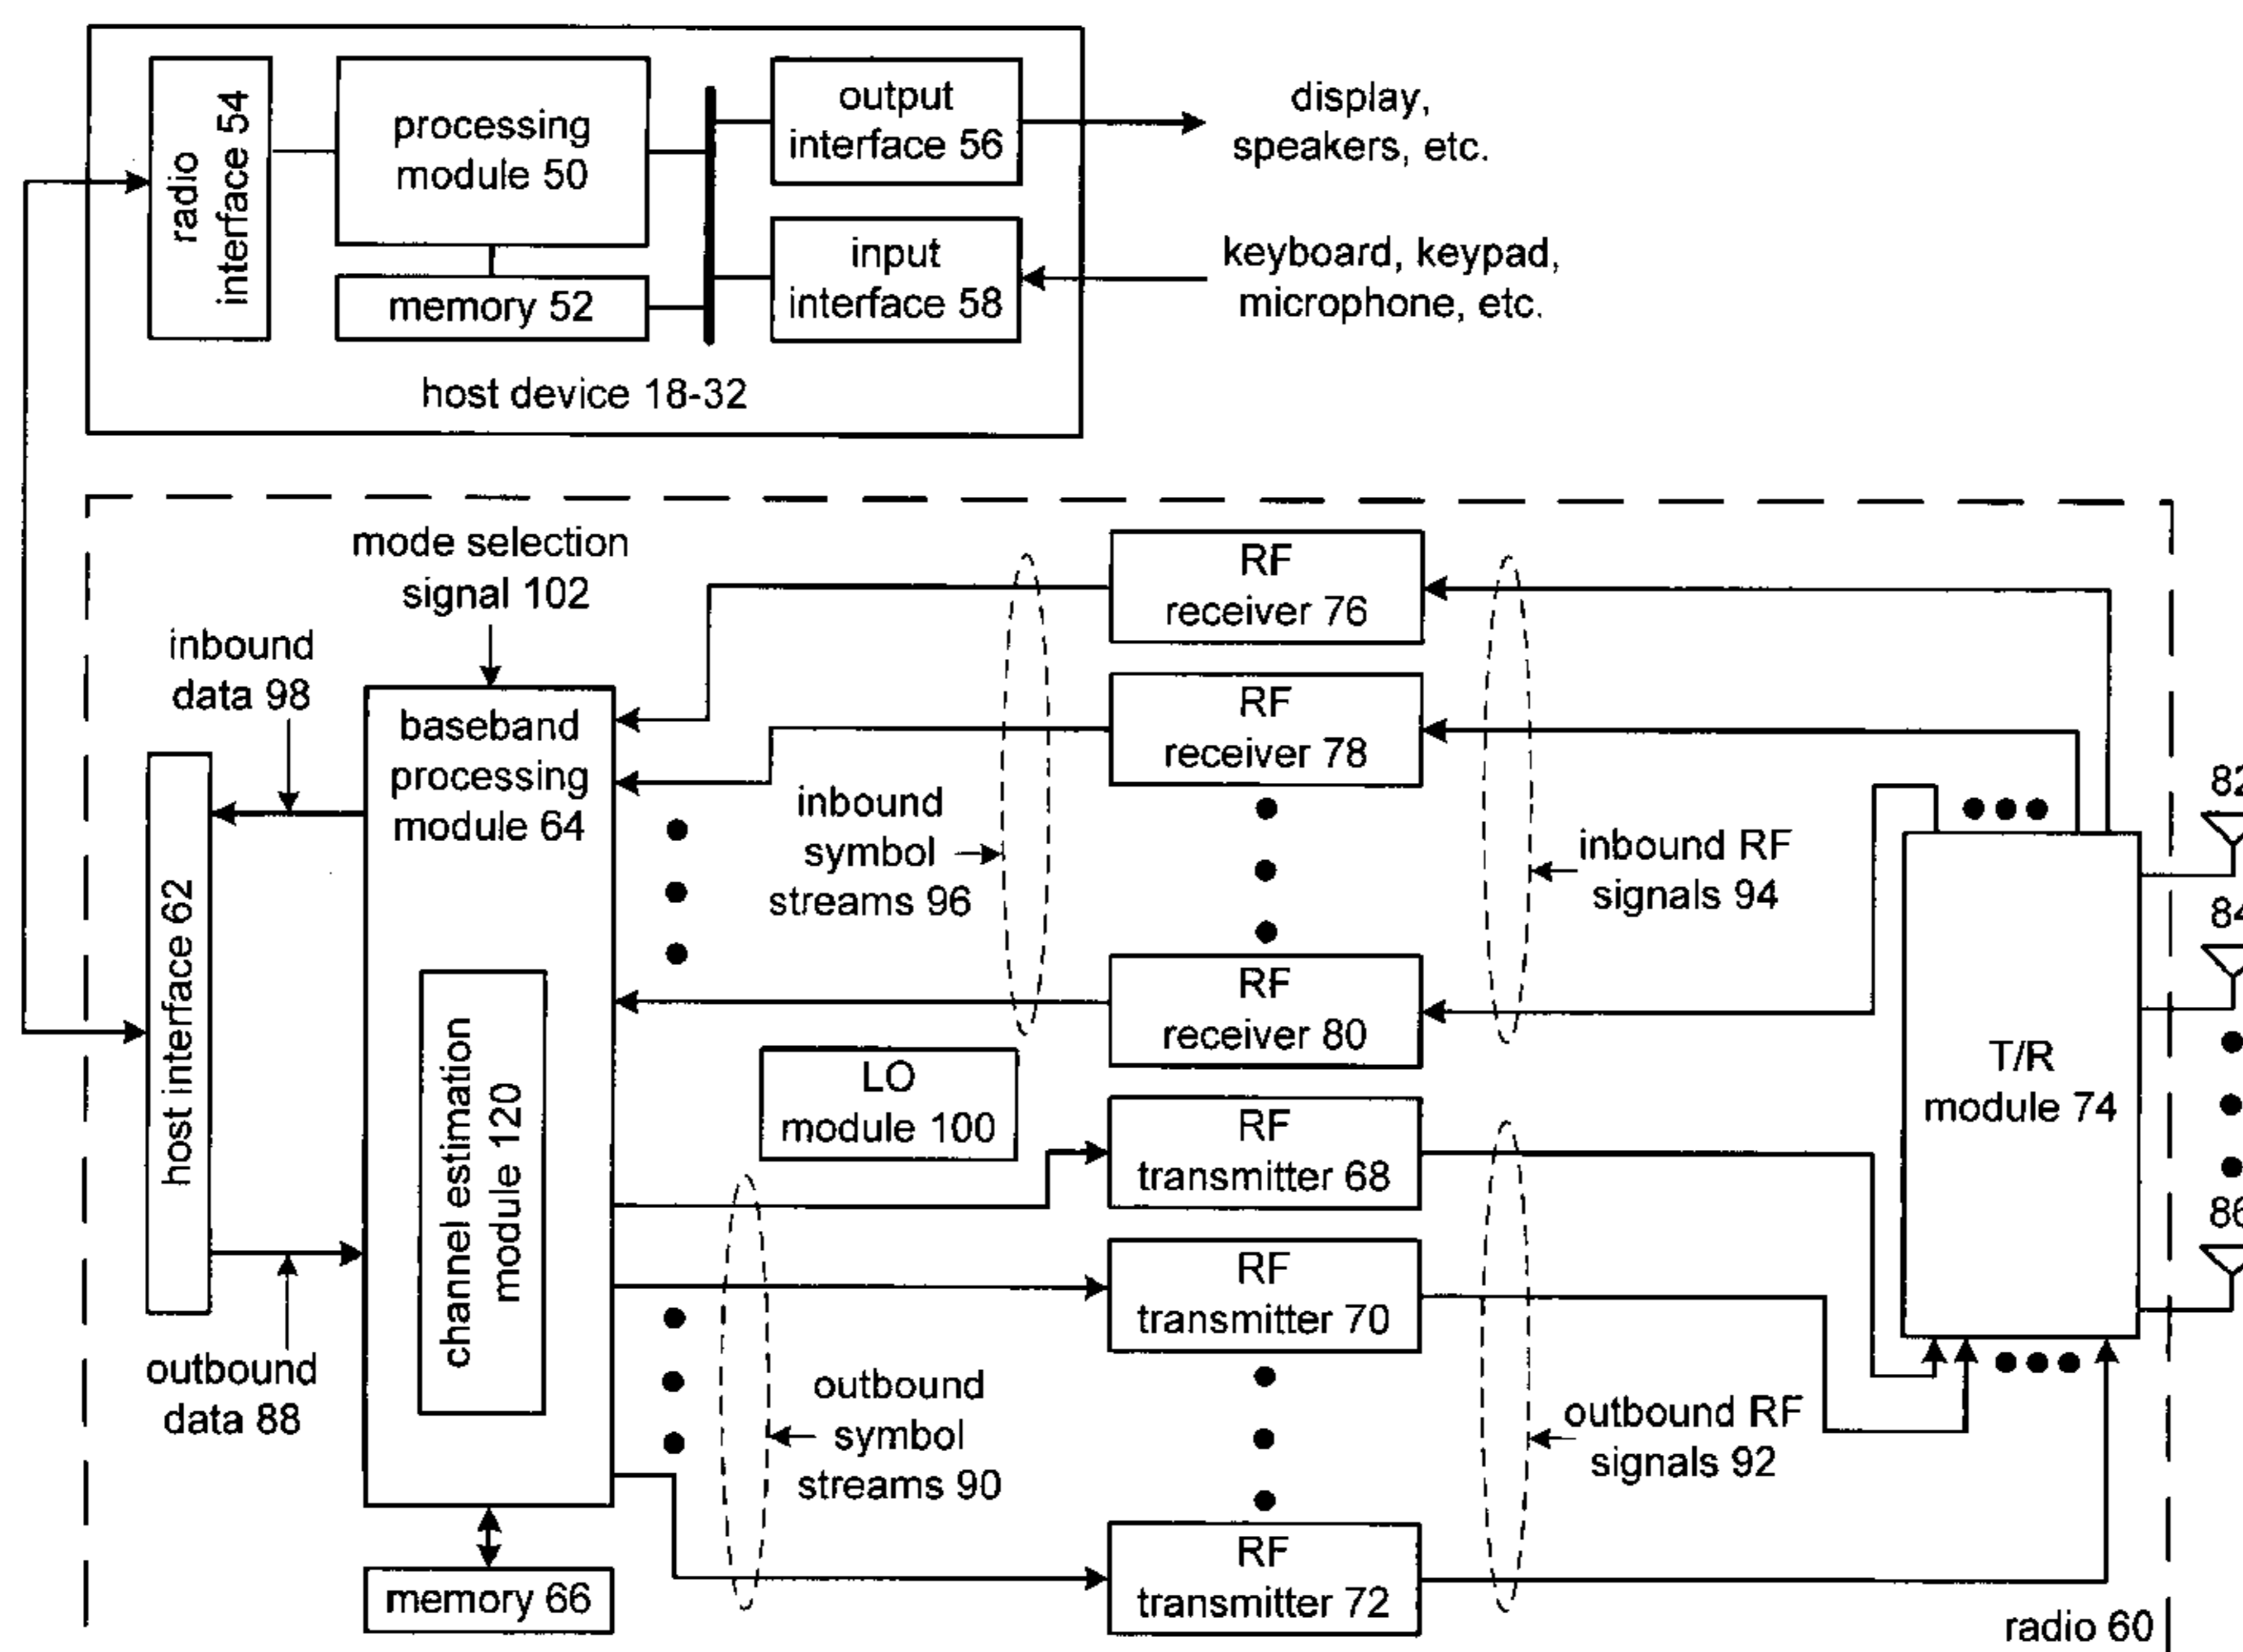 radio
interface 54
processing
module 50
memory 52
output
interface 56
input
interface 58
display,
speakers, etc.
keyboard, keypad,
microphone, etc.
host device 18-32
mode selection
signal 102
inbound
data 98
host interface 62
outbound
data 88
baseband
processing
module 64
channel estimation
module 120
memory 66
inbound
symbol
streams 96
LO
module 100
outbound
symbol
streams 90
RF
receiver 76
RF
receiver 78
RF
receiver 80
RF
transmitter 68
RF
transmitter 70
RF
transmitter 72
inbound RF
signals 94
outbound RF
signals 92
T/R
module 74
82
84
86
radio 60